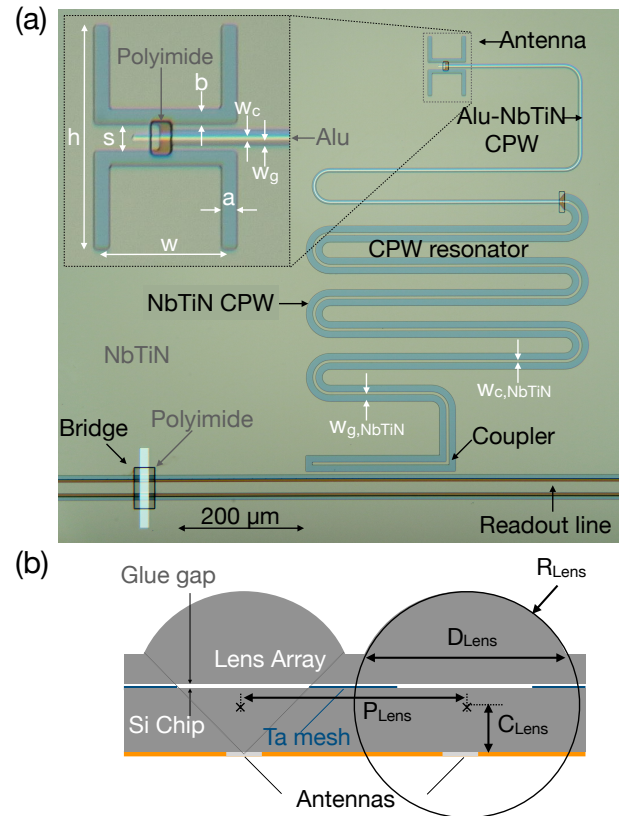 (a)
Antenna
Polyimide
b
w_c
Alu-NbTiN
CPW
h
s
Alu
w_g
a
w
CPW resonator
NbTiN CPW
NbTiN
w_c,NbTiN
w_g,NbTiN
Polyimide
Bridge
Coupler
200 μm
Readout line
(b)
Glue gap
R_Lens
D_Lens
Lens Array
P_Lens
Si Chip
C_Lens
Ta mesh
Antennas